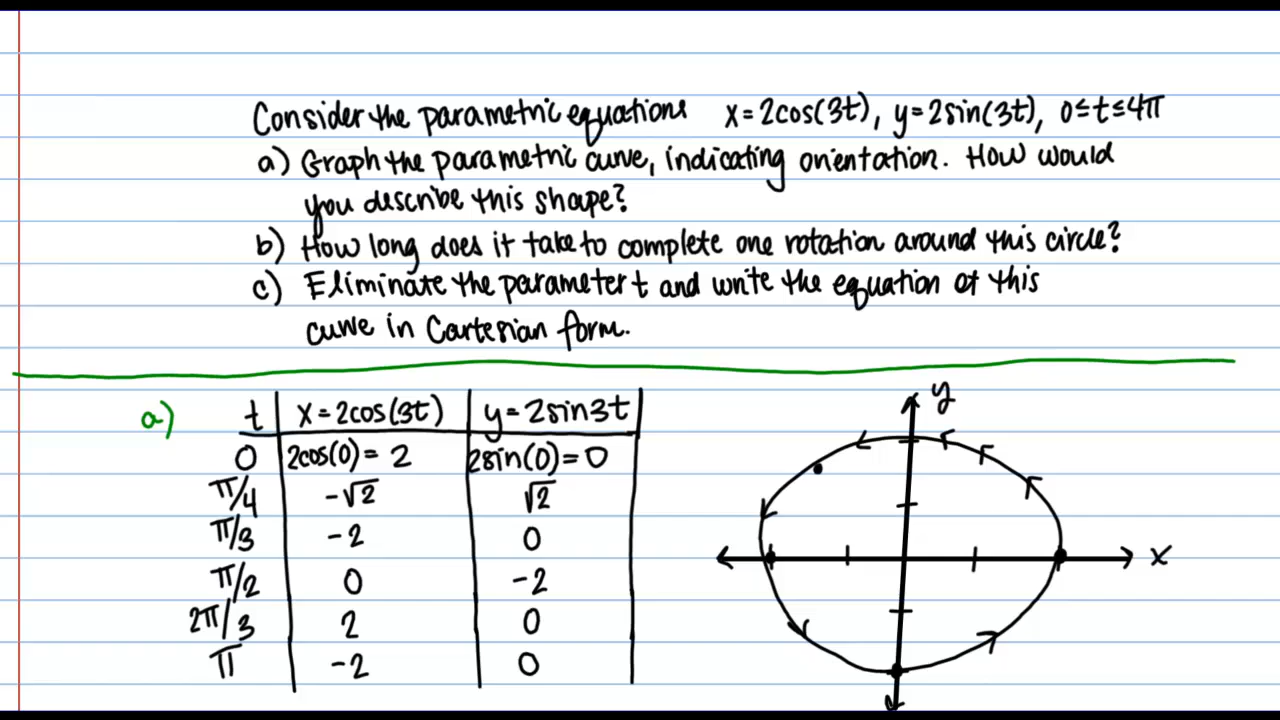 Consider the parametric equations x=2cos(3t), y=2sin(3t), 0≤t≤4π
a) Graph the parametric curve, indicating orientation. How would
you describe this shape?
b) How long does it take to complete one rotation around this circle?
c) Eliminate the parameter t and write the equation of this
curve in Cartesian form.
a) t x=2cos(3t) y=2sin3t
0 2cos(0)=2 2sin(0)=0
π/4 -√2 √2
π/3 -2 0
π/2 0 -2
2π/3 2 0
π -2 0
y
x